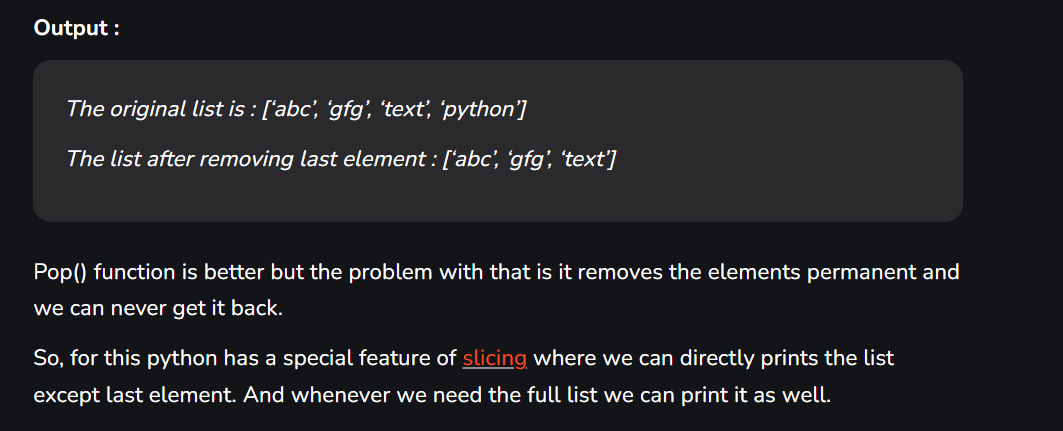 Output :
The original list is : [‘abc’, ‘gfg’, ‘text’, ‘python’]
The list after removing last element : [‘abc’, ‘gfg’, ‘text’]
Pop() function is better but the problem with that is it removes the elements permanent and
we can never get it back.
So, for this python has a special feature of slicing where we can directly prints the list
except last element. And whenever we need the full list we can print it as well.